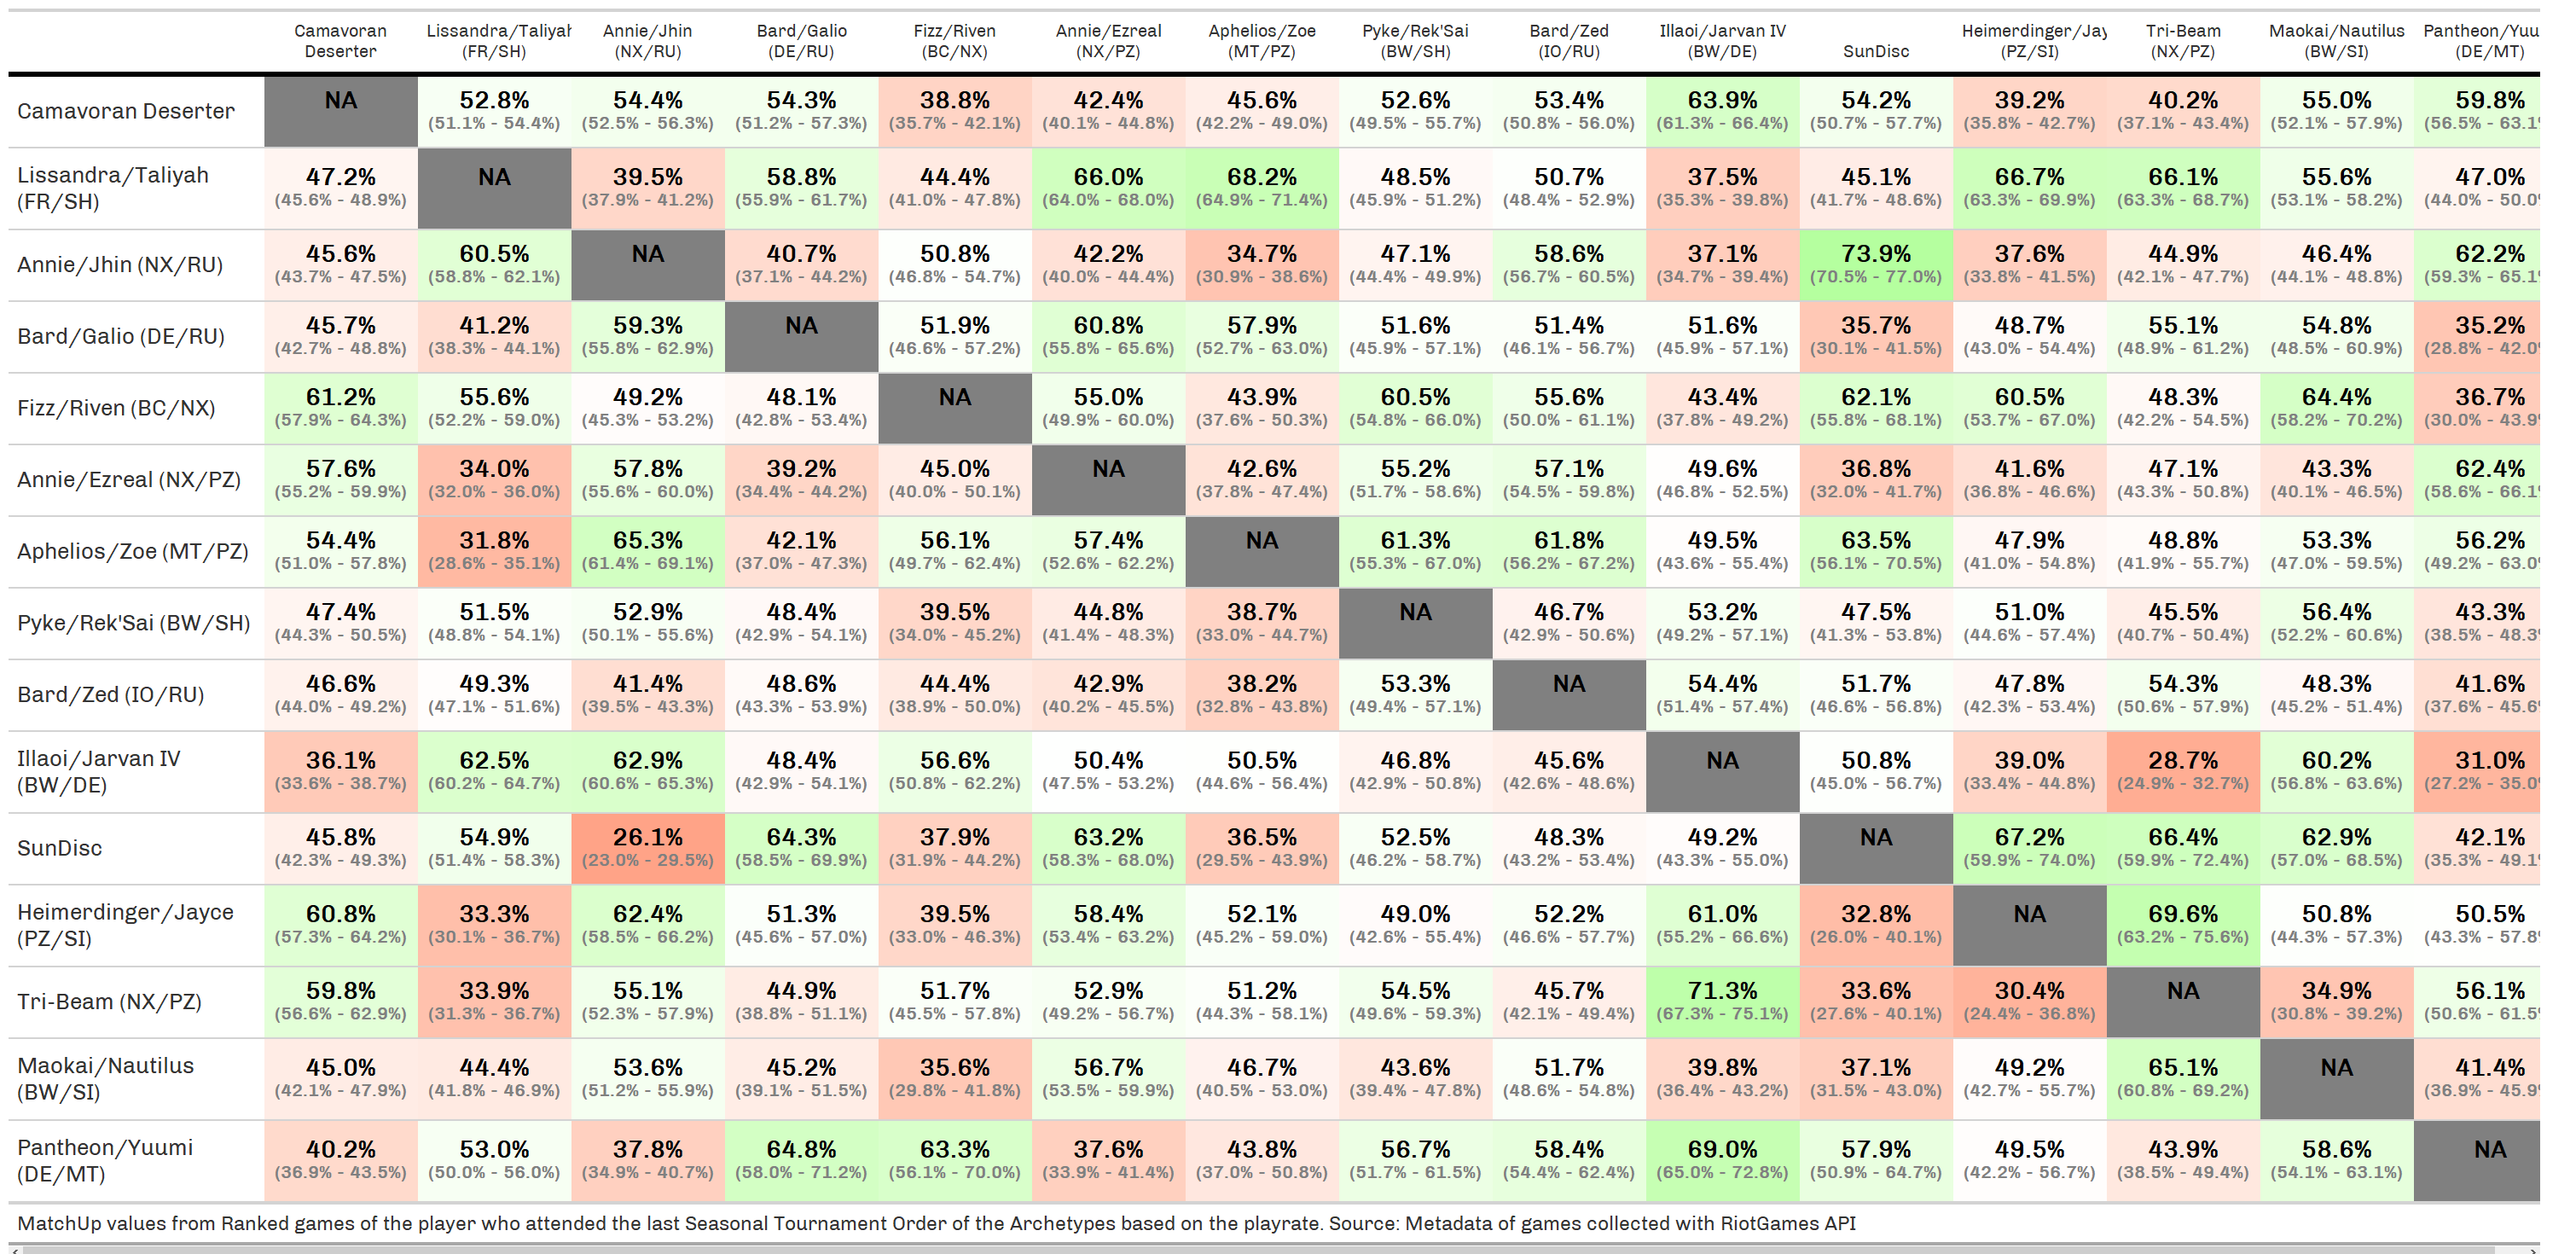 Camavoran Deserter Lissandra/Taliyah (FR/SH) Annie/Jhin (NX/RU) Bard/Galio (DE/RU) Fizz/Riven (BC/NX) Annie/Ezreal (NX/PZ) Aphelios/Zoe (MT/PZ) Pyke/Rek'Sai (BW/SH) Bard/Zed (IO/RU) Illaoi/Jarvan IV (BW/DE) SunDisc Heimerdinger/Jay (PZ/SI) Tri-Beam (NX/PZ) Maokai/Nautilus (BW/SI) Pantheon/Yuu (DE/MT)
Camavoran Deserter NA 52.8% 54.4% 54.3% 38.8% 42.4% 45.6% 52.6% 53.4% 63.9% 54.2% 39.2% 40.2% 55.0% 59.8%
(51.1% - 54.4%) (52.5% - 56.3%) (51.2% - 57.3%) (35.7% - 42.1%) (40.1% - 44.8%) (42.2% - 49.0%) (49.5% - 55.7%) (50.8% - 56.0%) (61.3% - 66.4%) (50.7% - 57.7%) (35.8% - 42.7%) (37.1% - 43.4%) (52.1% - 57.9%) (56.5% - 63.1
Lissandra/Taliyah (FR/SH) 47.2% NA 39.5% 58.8% 44.4% 66.0% 68.2% 48.5% 50.7% 37.5% 45.1% 66.7% 66.1% 55.6% 47.0%
(45.6% - 48.9%) (37.9% - 41.2%) (55.9% - 61.7%) (41.0% - 47.8%) (64.0% - 68.0%) (64.9% - 71.4%) (45.9% - 51.2%) (48.4% - 52.9%) (35.3% - 39.8%) (41.7% - 48.6%) (63.3% - 69.9%) (63.3% - 68.7%) (53.1% - 58.2%) (44.0% - 50.0
Annie/Jhin (NX/RU) 45.6% 60.5% NA 40.7% 50.8% 42.2% 34.7% 47.1% 58.6% 37.1% 73.9% 37.6% 44.9% 46.4% 62.2%
(43.7% - 47.5%) (58.8% - 62.1%) (37.1% - 44.2%) (46.8% - 54.7%) (40.0% - 44.4%) (30.9% - 38.6%) (44.4% - 49.9%) (56.7% - 60.5%) (34.7% - 39.4%) (70.5% - 77.0%) (33.8% - 41.5%) (42.1% - 47.7%) (44.1% - 48.8%) (59.3% - 65.1
Bard/Galio (DE/RU) 45.7% 41.2% 59.3% NA 51.9% 60.8% 57.9% 51.6% 51.4% 51.6% 35.7% 48.7% 55.1% 54.8% 35.2%
(42.7% - 48.8%) (38.3% - 44.1%) (55.8% - 62.9%) (46.6% - 57.2%) (55.8% - 65.6%) (52.7% - 63.0%) (45.9% - 57.1%) (46.1% - 56.7%) (45.9% - 57.1%) (30.1% - 41.5%) (43.0% - 54.4%) (48.9% - 61.2%) (48.5% - 60.9%) (28.8% - 42.0
Fizz/Riven (BC/NX) 61.2% 55.6% 49.2% 48.1% NA 55.0% 43.9% 60.5% 55.6% 43.4% 62.1% 60.5% 48.3% 64.4% 36.7%
(57.9% - 64.3%) (52.2% - 59.0%) (45.3% - 53.2%) (42.8% - 53.4%) (49.9% - 60.0%) (37.6% - 50.3%) (54.8% - 66.0%) (50.0% - 61.1%) (37.8% - 49.2%) (55.8% - 68.1%) (53.7% - 67.0%) (42.2% - 54.5%) (58.2% - 70.2%) (30.0% - 43.9
Annie/Ezreal (NX/PZ) 57.6% 34.0% 57.8% 39.2% 45.0% NA 42.6% 55.2% 57.1% 49.6% 36.8% 41.6% 47.1% 43.3% 62.4%
(55.2% - 59.9%) (32.0% - 36.0%) (55.6% - 60.0%) (34.4% - 44.2%) (40.0% - 50.1%) (37.8% - 47.4%) (51.7% - 58.6%) (54.5% - 59.8%) (46.8% - 52.5%) (32.0% - 41.7%) (36.8% - 46.6%) (43.3% - 50.8%) (40.1% - 46.5%) (58.6% - 66.1
Aphelios/Zoe (MT/PZ) 54.4% 31.8% 65.3% 42.1% 56.1% 57.4% NA 61.3% 61.8% 49.5% 63.5% 47.9% 48.8% 53.3% 56.2%
(51.0% - 57.8%) (28.6% - 35.1%) (61.4% - 69.1%) (37.0% - 47.3%) (49.7% - 62.4%) (52.6% - 62.2%) (55.3% - 67.0%) (56.2% - 67.2%) (43.6% - 55.4%) (56.1% - 70.5%) (41.0% - 54.8%) (41.9% - 55.7%) (47.0% - 59.5%) (49.2% - 63.0
Pyke/Rek'Sai (BW/SH) 47.4% 51.5% 52.9% 48.4% 39.5% 44.8% 38.7% NA 46.7% 53.2% 47.5% 51.0% 45.5% 56.4% 43.3%
(44.3% - 50.5%) (48.8% - 54.1%) (50.1% - 55.6%) (42.9% - 54.1%) (34.0% - 45.2%) (41.4% - 48.3%) (33.0% - 44.7%) (42.9% - 50.6%) (49.2% - 57.1%) (41.3% - 53.8%) (44.6% - 57.4%) (40.7% - 50.4%) (52.2% - 60.6%) (38.5% - 48.3
Bard/Zed (IO/RU) 46.6% 49.3% 41.4% 48.6% 44.4% 42.9% 38.2% 53.3% NA 54.4% 51.7% 47.8% 54.3% 48.3% 41.6%
(44.0% - 49.2%) (47.1% - 51.6%) (39.5% - 43.3%) (43.3% - 53.9%) (38.9% - 50.0%) (40.2% - 45.5%) (32.8% - 43.8%) (49.4% - 57.1%) (51.4% - 57.4%) (46.6% - 56.8%) (42.3% - 53.4%) (50.6% - 57.9%) (45.2% - 51.4%) (37.6% - 45.6
Illaoi/Jarvan IV (BW/DE) 36.1% 62.5% 62.9% 48.4% 56.6% 50.4% 50.5% 46.8% 45.6% NA 50.8% 39.0% 28.7% 60.2% 31.0%
(33.6% - 38.7%) (60.2% - 64.7%) (60.6% - 65.3%) (42.9% - 54.1%) (50.8% - 62.2%) (47.5% - 53.2%) (44.6% - 56.4%) (42.9% - 50.8%) (42.6% - 48.6%) (45.0% - 56.7%) (33.4% - 44.8%) (24.9% - 32.7%) (56.8% - 63.6%) (27.2% - 35.0
SunDisc 45.8% 54.9% 26.1% 64.3% 37.9% 63.2% 36.5% 52.5% 48.3% 49.2% NA 67.2% 66.4% 62.9% 42.1%
(42.3% - 49.3%) (51.4% - 58.3%) (23.0% - 29.5%) (58.5% - 69.9%) (31.9% - 44.2%) (58.3% - 68.0%) (29.5% - 43.9%) (46.2% - 58.7%) (43.2% - 53.4%) (43.3% - 55.0%) (59.9% - 74.0%) (59.9% - 72.4%) (57.0% - 68.5%) (35.3% - 49.1
Heimerdinger/Jayce (PZ/SI) 60.8% 33.3% 62.4% 51.3% 39.5% 58.4% 52.1% 49.0% 52.2% 61.0% 32.8% NA 69.6% 50.8% 50.5%
(57.3% - 64.2%) (30.1% - 36.7%) (58.5% - 66.2%) (45.6% - 57.0%) (33.0% - 46.3%) (53.4% - 63.2%) (45.2% - 59.0%) (42.6% - 55.4%) (46.6% - 57.7%) (55.2% - 66.6%) (26.0% - 40.1%) (63.2% - 75.6%) (44.3% - 57.3%) (43.3% - 57.8
Tri-Beam (NX/PZ) 59.8% 33.9% 55.1% 44.9% 51.7% 52.9% 51.2% 54.5% 45.7% 71.3% 33.6% 30.4% NA 34.9% 56.1%
(56.6% - 62.9%) (31.3% - 36.7%) (52.3% - 57.9%) (38.8% - 51.1%) (45.5% - 57.8%) (49.2% - 56.7%) (44.3% - 58.1%) (49.6% - 59.3%) (42.1% - 49.4%) (67.3% - 75.1%) (27.6% - 40.1%) (24.4% - 36.8%) (30.8% - 39.2%) (50.6% - 61.5
Maokai/Nautilus (BW/SI) 45.0% 44.4% 53.6% 45.2% 35.6% 56.7% 46.7% 43.6% 51.7% 39.8% 37.1% 49.2% 65.1% NA 41.4%
(42.1% - 47.9%) (41.8% - 46.9%) (51.2% - 55.9%) (39.1% - 51.5%) (29.8% - 41.8%) (53.5% - 59.9%) (40.5% - 53.0%) (39.4% - 47.8%) (48.6% - 54.8%) (36.4% - 43.2%) (31.5% - 43.0%) (42.7% - 55.7%) (60.8% - 69.2%) (36.9% - 45.9
Pantheon/Yuumi (DE/MT) 40.2% 53.0% 37.8% 64.8% 63.3% 37.6% 43.8% 56.7% 58.4% 69.0% 57.9% 49.5% 43.9% 58.6% NA
(36.9% - 43.5%) (50.0% - 56.0%) (34.9% - 40.7%) (58.0% - 71.2%) (56.1% - 70.0%) (33.9% - 41.4%) (37.0% - 50.8%) (51.7% - 61.5%) (54.4% - 62.4%) (65.0% - 72.8%) (50.9% - 64.7%) (42.2% - 56.7%) (38.5% - 49.4%) (54.1% - 63.1%)
MatchUp values from Ranked games of the player who attended the last Seasonal Tournament Order of the Archetypes based on the playrate. Source: Metadata of games collected with RiotGames API